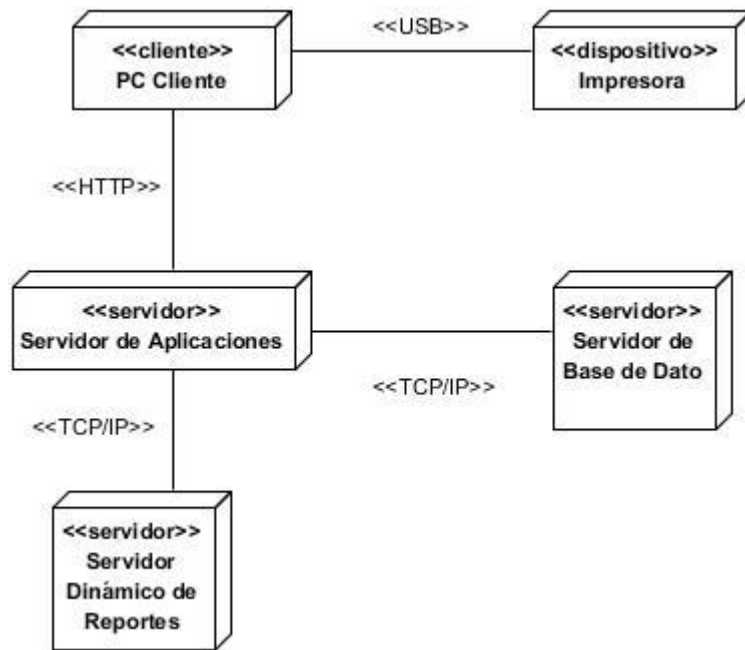 <<cliente>>
PC Cliente
<<USB>>
<<dispositivo>>
Impresora
<<HTTP>>
<<servidor>>
Servidor de Aplicaciones
<<TCP/IP>>
<<servidor>>
Servidor de
Base de Dato
<<TCP/IP>>
<<servidor>>
Servidor
Dinámico de
Reportes